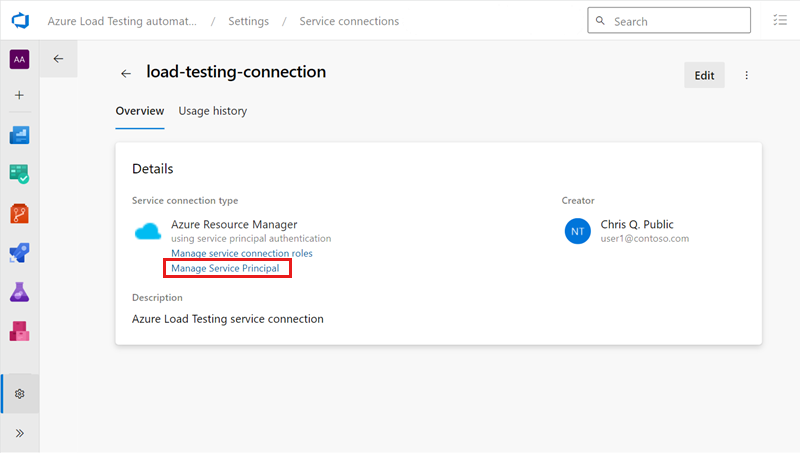 Azure Load Testing automat... / Settings / Service connections
Search
AA
load-testing-connection
Edit
Overview Usage history
Details
Service connection type
Creator
Azure Resource Manager
using service principal authentication
Manage service connection roles
Manage Service Principal
NT
Chris Q. Public
user1@contoso.com
Description
Azure Load Testing service connection